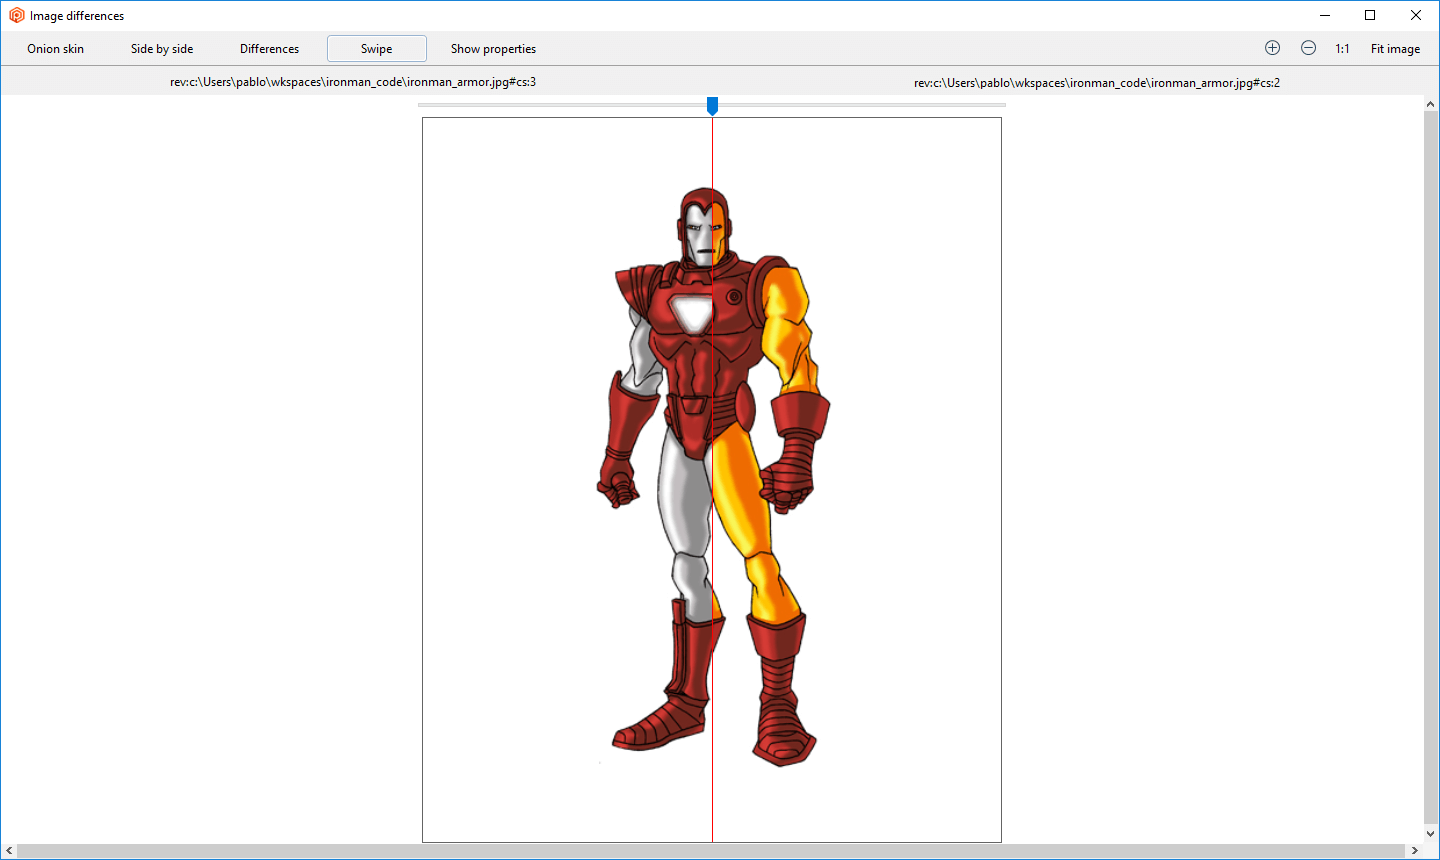 Image differences
Onion skin Side by side Differences Swipe Show properties 1:1 Fit image
rev:c:\Users\pablo\wkspaces\ironman_code\ironman_armor.jpg#cs:3 rev:c:\Users\pablo\wkspaces\ironman_code\ironman_armor.jpg#cs:2